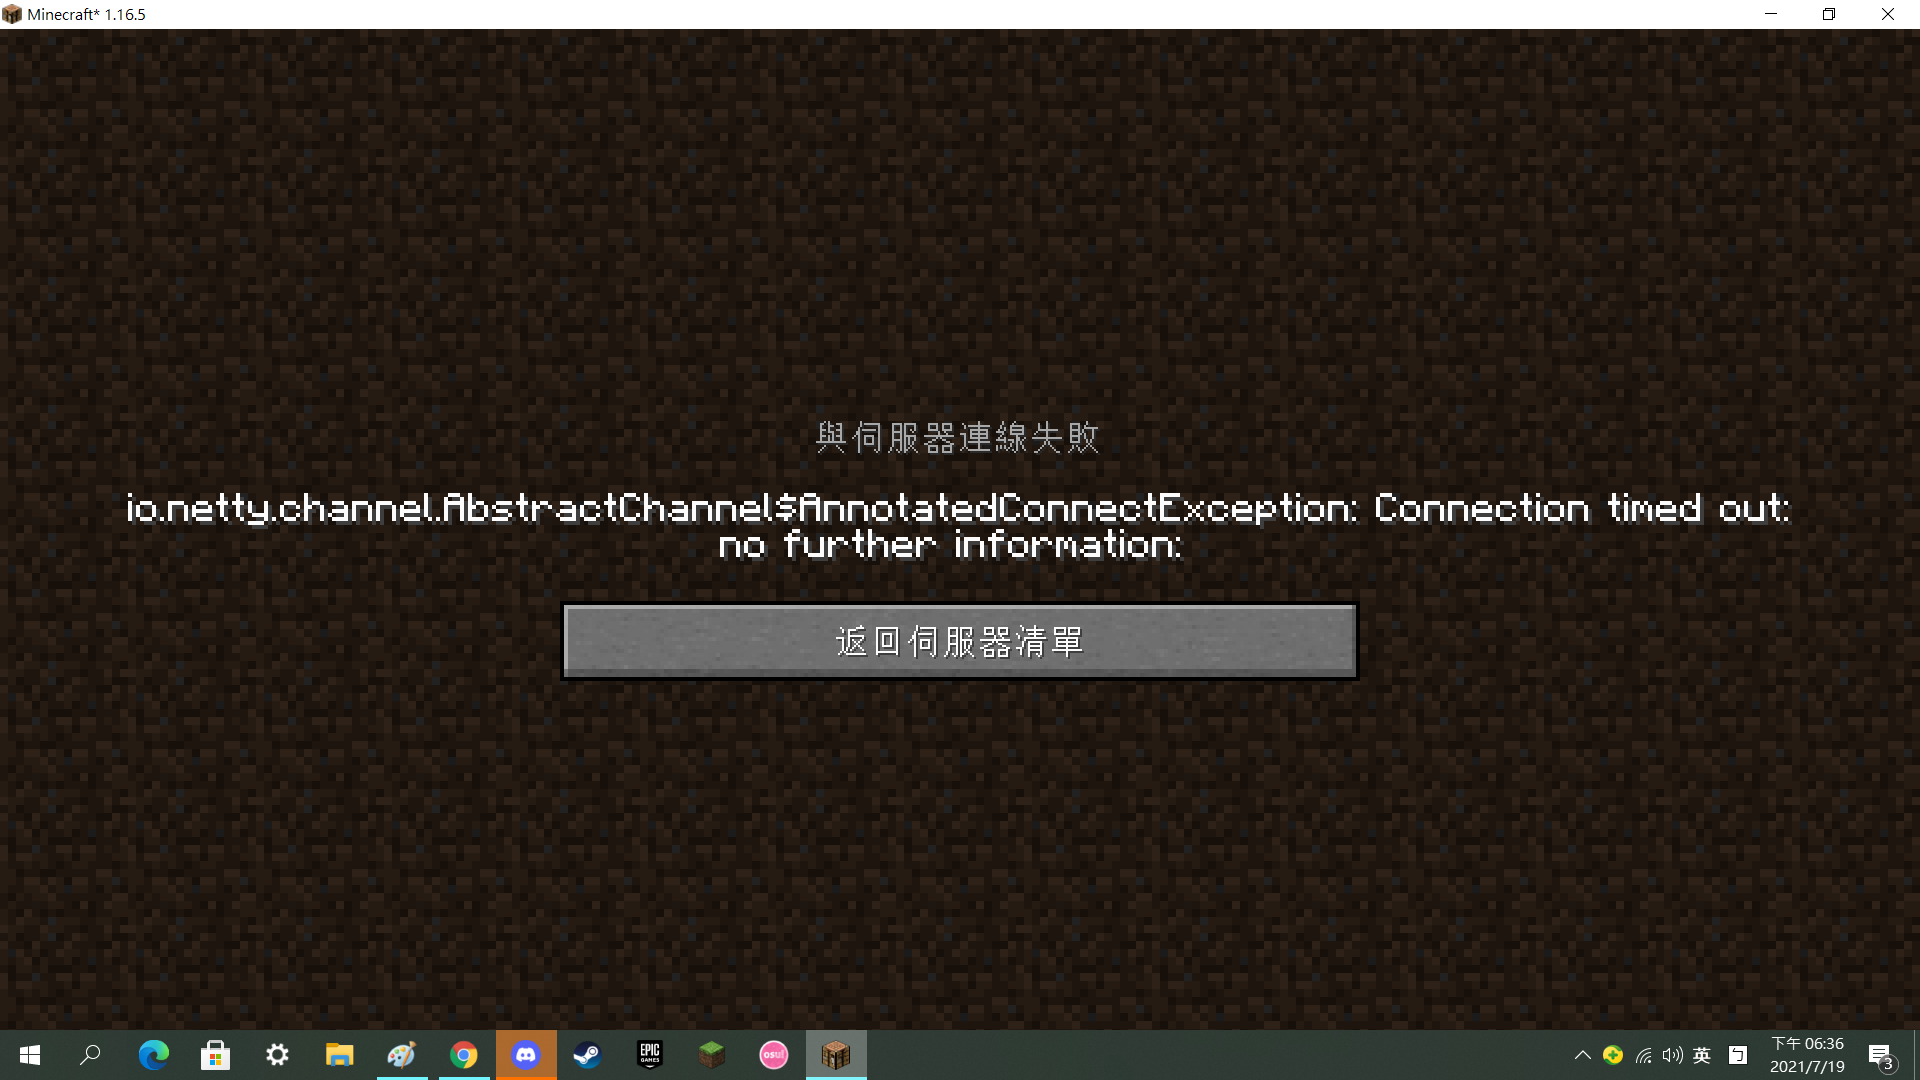 Minecraft* 1.16.5
與伺服器連線失敗
io.netty.channel.AbstractChannel$AnnotatedConnectException: Connection timed out:
no further information:
返回伺服器清單
EPIC
GAMES
osu!
英
下午 06:36
2021/7/19
3